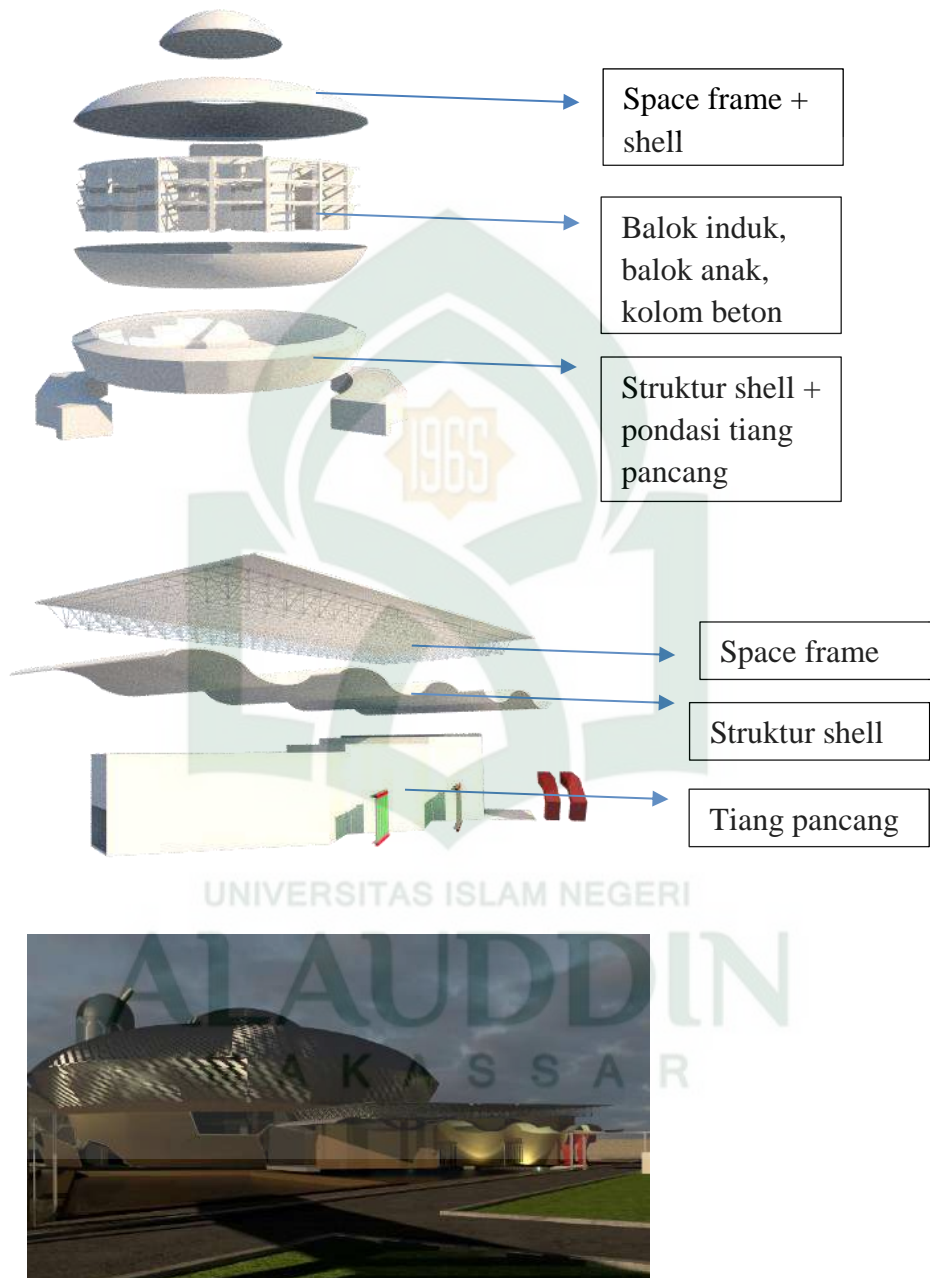 Space frame +
shell
Balok induk,
balok anak,
kolom beton
Struktur shell +
pondasi tiang
pancang
1965
Space frame
Struktur shell
Tiang pancang
UNIVERSITAS ISLAM NEGERI
ALAUDDIN
MAKASSAR